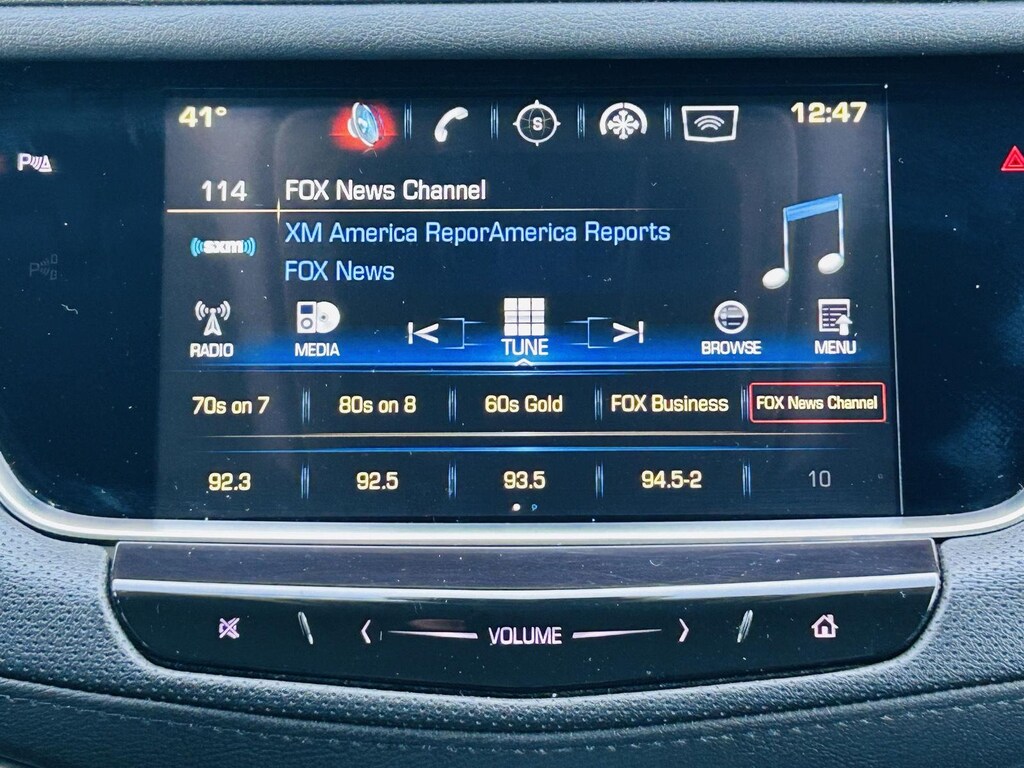 41°
S
12:47
P
114
FOX News Channel
((sxm))
XM America ReporAmerica Reports
FOX News
RADIO
MEDIA
TUNE
BROWSE
MENU
70s on 7
80s on 8
60s Gold
FOX Business
FOX News Channel
92.3
92.5
93.5
94.5-2
10
VOLUME